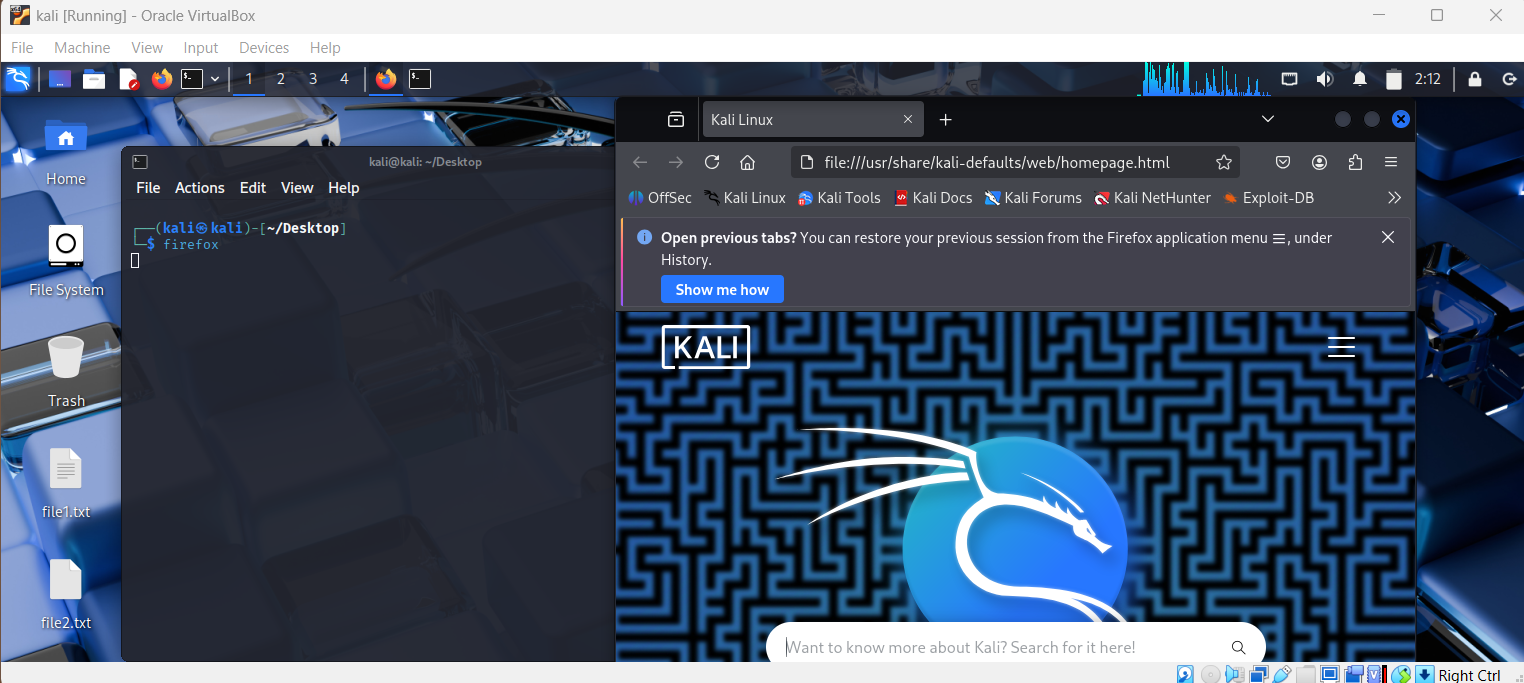 kali [Running] - Oracle VirtualBox
File Machine View Input Devices Help
1 2 3 4
2:12
Home
File System
Trash
file1.txt
file2.txt
kali@kali: ~/Desktop
File Actions Edit View Help
┌──(kali㉿kali)-[~/Desktop]
└─$ firefox
Kali Linux
file:///usr/share/kali-defaults/web/homepage.html
OffSec Kali Linux Kali Tools Kali Docs Kali Forums Kali NetHunter Exploit-DB
Open previous tabs? You can restore your previous session from the Firefox application menu ☰, under
History.
Show me how
KALI
Want to know more about Kali? Search for it here!
Right Ctrl